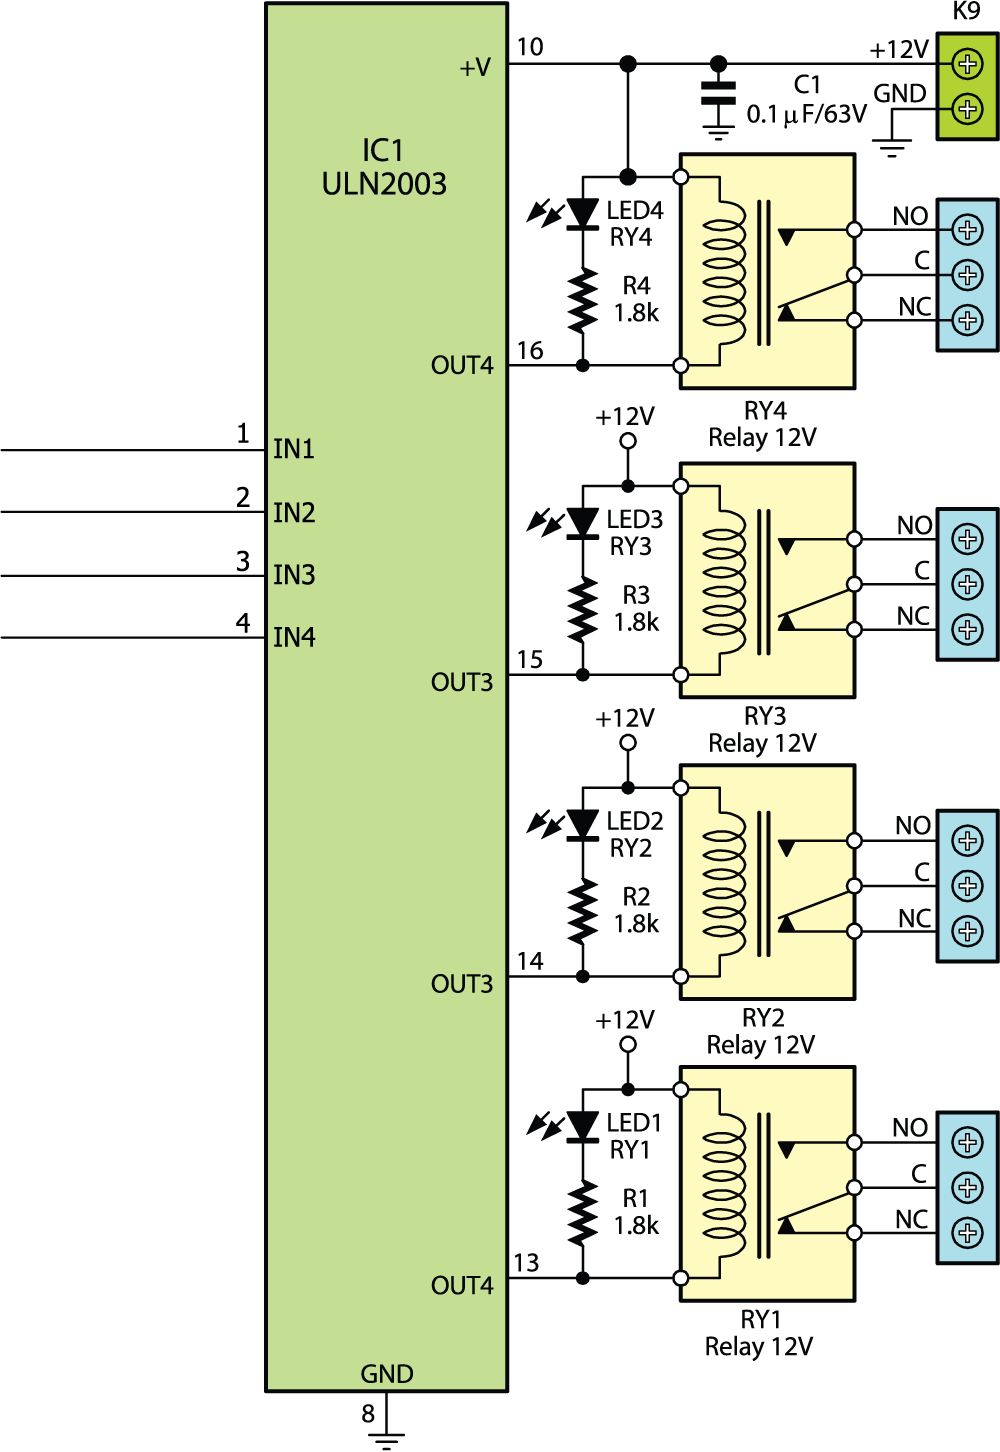 K9
10
+12V
+V
C1
0.1 µF/63V
GND
IC1
ULN2003
LED4
RY4
NO
C
NC
R4
1.8k
16
OUT4
RY4
Relay 12V
+12V
1
IN1
2
IN2
3
IN3
4
IN4
LED3
RY3
NO
C
NC
R3
1.8k
15
OUT3
RY3
Relay 12V
+12V
LED2
RY2
NO
C
NC
R2
1.8k
14
OUT3
RY2
Relay 12V
+12V
LED1
RY1
NO
C
NC
R1
1.8k
13
OUT4
RY1
Relay 12V
GND
8